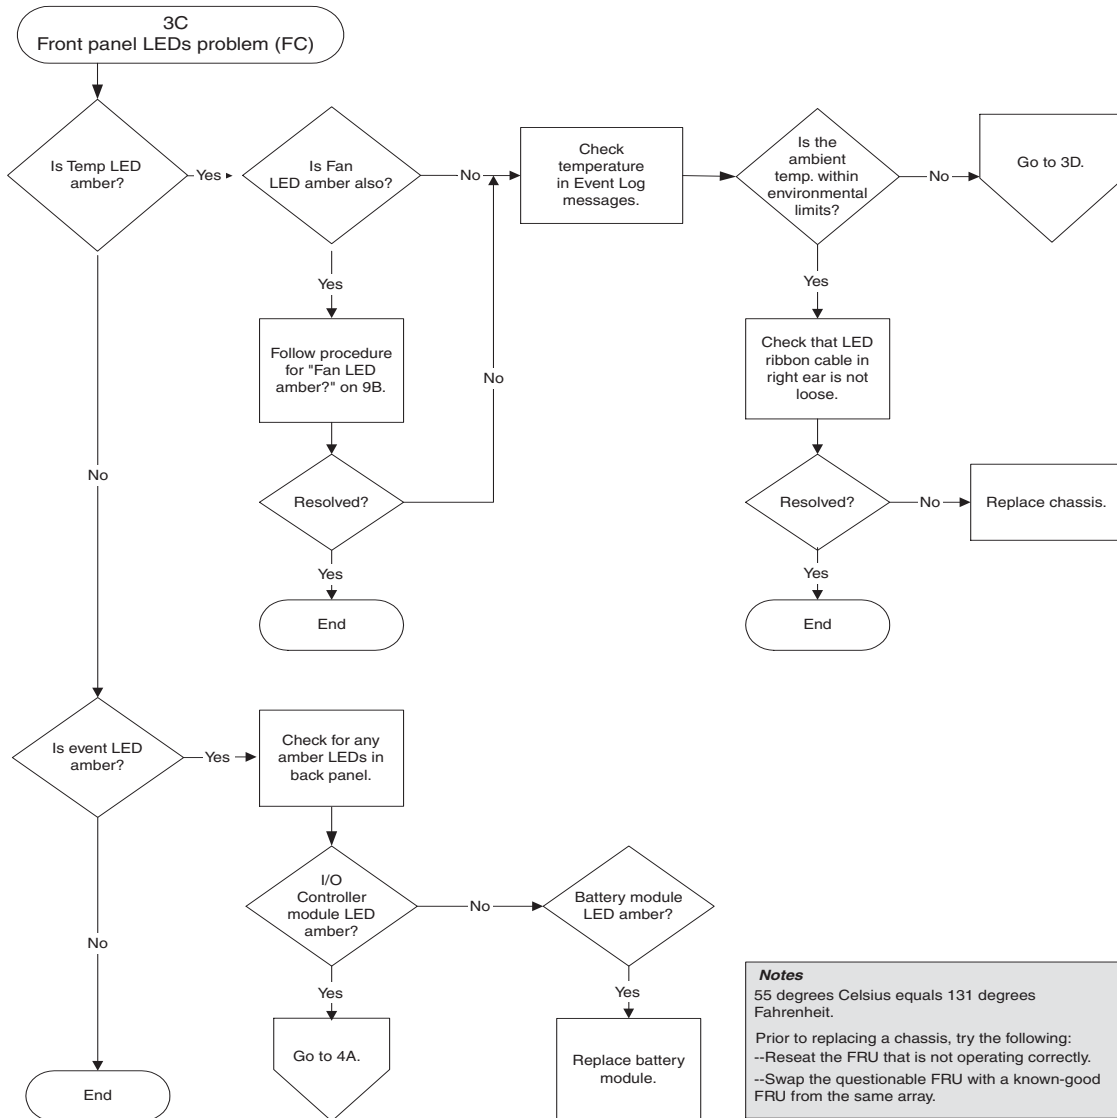 3C
Front panel LEDs problem (FC)
Is Temp LED
amber?
Yes
Is Fan
LED amber also?
No
Check
temperature
in Event Log
messages.
Is the
ambient
temp. within
environmental
limits?
No
Go to 3D.
Yes
Follow procedure
for "Fan LED
amber?" on 9B.
No
Yes
Check that LED
ribbon cable in
right ear is not
loose.
No
Resolved?
Yes
End
Resolved?
No
Replace chassis.
Yes
End
Is event LED
amber?
Yes
Check for any
amber LEDs in
back panel.
I/O
Controller
module LED
amber?
No
Battery module
LED amber?
No
Yes
Go to 4A.
Yes
Replace battery
module.
End
Notes
55 degrees Celsius equals 131 degrees
Fahrenheit.
Prior to replacing a chassis, try the following:
--Reseat the FRU that is not operating correctly.
--Swap the questionable FRU with a known-good
FRU from the same array.